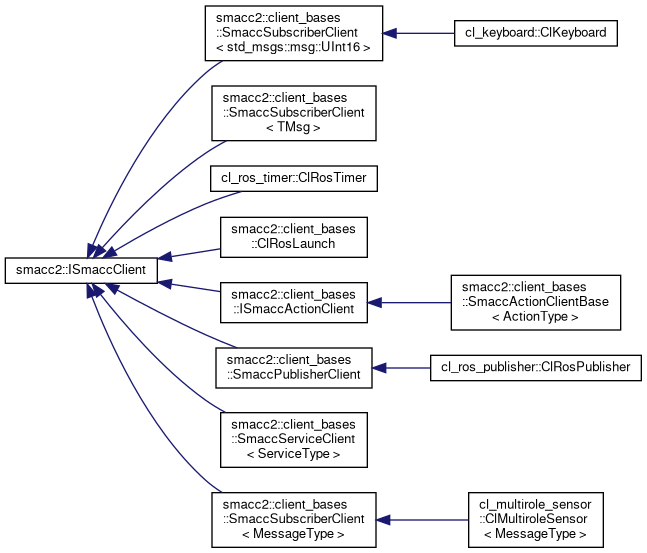 smacc2::client_bases
::SmaccSubscriberClient
< std_msgs::msg::UInt16 >
cl_keyboard::ClKeyboard
smacc2::client_bases
::SmaccSubscriberClient
< TMsg >
cl_ros_timer::ClRosTimer
smacc2::client_bases
::ClRosLaunch
smacc2::ISmaccClient
smacc2::client_bases
::ISmaccActionClient
smacc2::client_bases
::SmaccActionClientBase
< ActionType >
smacc2::client_bases
::SmaccPublisherClient
cl_ros_publisher::ClRosPublisher
smacc2::client_bases
::SmaccServiceClient
< ServiceType >
smacc2::client_bases
::SmaccSubscriberClient
< MessageType >
cl_multirole_sensor
::ClMultiroleSensor
< MessageType >